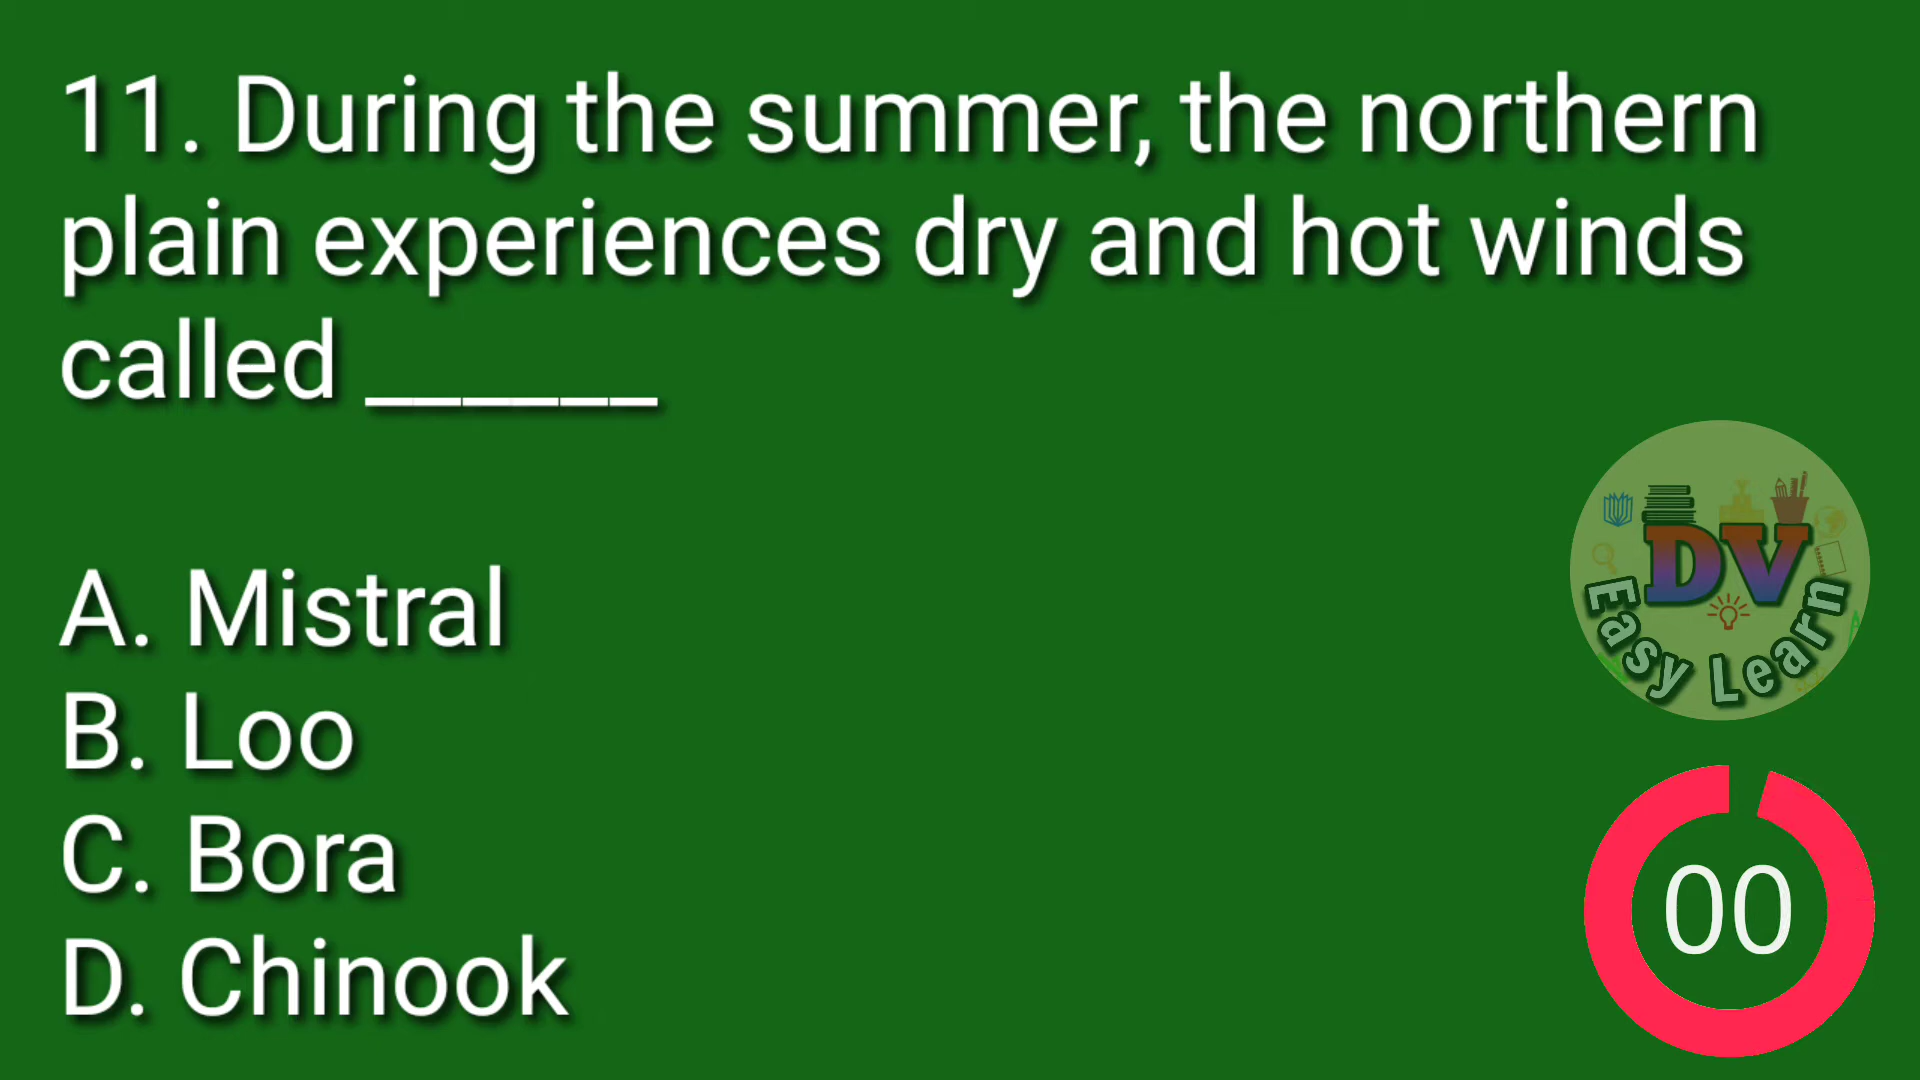 11. During the summer, the northern
plain experiences dry and hot winds
called ______
A. Mistral
B. Loo
C. Bora
D. Chinook
DV
Easy Learn
00